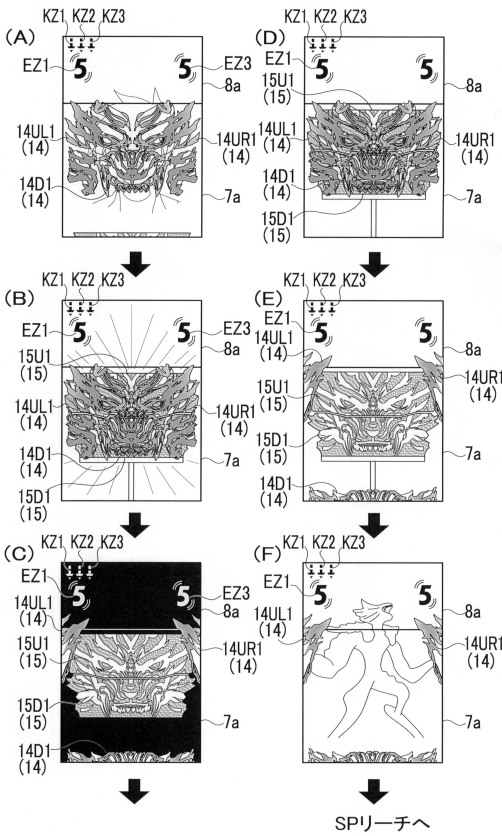 (A)
KZ1 KZ2 KZ3
EZ1
5
5
EZ3
8a
14UL1
(14)
14UR1
(14)
14D1
(14)
7a
(B)
KZ1 KZ2 KZ3
EZ1
5
5
EZ3
15U1
(15)
8a
14UL1
(14)
14UR1
(14)
14D1
(14)
7a
15D1
(15)
(C)
KZ1 KZ2 KZ3
EZ1
5
5
EZ3
14UL1
(14)
8a
15U1
(15)
14UR1
(14)
15D1
(15)
7a
14D1
(14)
(D)
KZ1 KZ2 KZ3
EZ1
5
5
EZ3
15U1
(15)
8a
14UL1
(14)
14UR1
(14)
14D1
(14)
7a
15D1
(15)
(E)
KZ1 KZ2 KZ3
EZ1
5
5
14UL1
(14)
8a
15U1
(15)
14UR1
(14)
15D1
(15)
7a
14D1
(14)
(F)
KZ1 KZ2 KZ3
EZ1
5
5
8a
14UL1
(14)
14UR1
(14)
7a
SPリーチへ